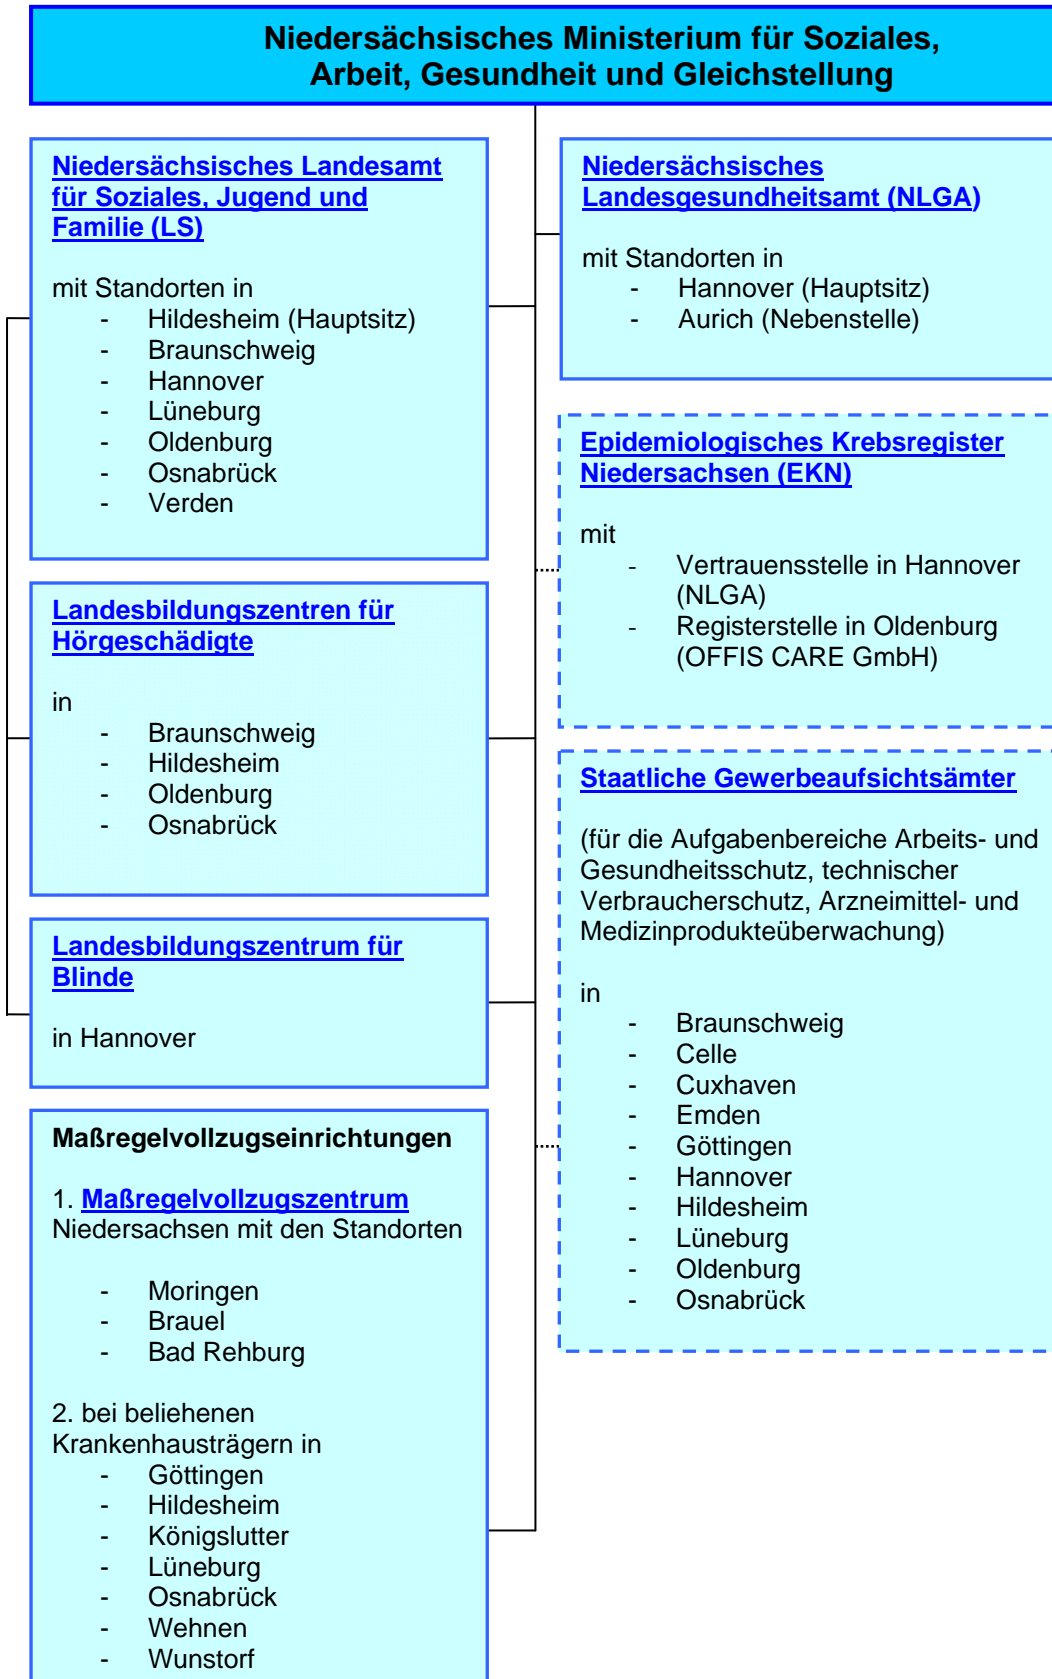 Niedersächsisches Ministerium für Soziales,
Arbeit, Gesundheit und Gleichstellung
Niedersächsisches Landesamt
für Soziales, Jugend und
Familie (LS)
mit Standorten in
- Hildesheim (Hauptsitz)
- Braunschweig
- Hannover
- Lüneburg
- Oldenburg
- Osnabrück
- Verden
Landesbildungszentren für
Hörgeschädigte
in
- Braunschweig
- Hildesheim
- Oldenburg
- Osnabrück
Landesbildungszentrum für
Blinde
in Hannover
Maßregelvollzugseinrichtungen
1. Maßregelvollzugszentrum
Niedersachsen mit den Standorten
- Moringen
- Brauel
- Bad Rehburg
2. bei beliehenen
Krankenhausträgern in
- Göttingen
- Hildesheim
- Königslutter
- Lüneburg
- Osnabrück
- Wehnen
- Wunstorf
Niedersächsisches
Landesgesundheitsamt (NLGA)
mit Standorten in
- Hannover (Hauptsitz)
- Aurich (Nebenstelle)
Epidemiologisches Krebsregister
Niedersachsen (EKN)
mit
- Vertrauensstelle in Hannover
(NLGA)
- Registerstelle in Oldenburg
(OFFIS CARE GmbH)
Staatliche Gewerbeaufsichtsämter
(für die Aufgabenbereiche Arbeits- und
Gesundheitsschutz, technischer
Verbraucherschutz, Arzneimittel- und
Medizinprodukteüberwachung)
in
- Braunschweig
- Celle
- Cuxhaven
- Emden
- Göttingen
- Hannover
- Hildesheim
- Lüneburg
- Oldenburg
- Osnabrück